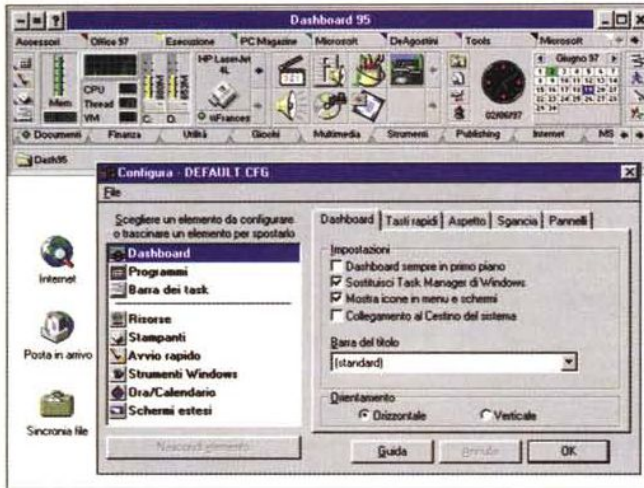 Dashboard 95
Accessori Office 97 Esecuzione PC Magazine Microsoft DeAgostini Tools Microsoft
HP LaserJet
4L
Giugno 97
CPU
Mem Thread
VM C: D: \\Frances 02/06/97
Documenti Finanza Utilità Giochi Multimedia Strumenti Publishing Internet MS
Dash95
Configura - DEFAULT.CFG
File
Scegliere un elemento da configurare
o trascinare un elemento per spostarlo
Dashboard
Programmi
Barra dei task
Risorse
Stampanti
Avvio rapido
Strumenti Windows
Ora/Calendario
Schermi estesi
Nascondi elemento
Dashboard Tasti rapidi Aspetto Sgancia Pannelli
Impostazioni
Dashboard sempre in primo piano
Sostituisci Task Manager di Windows
Mostra icone in menu e schermi
Collegamento al Cestino del sistema
Barra del titolo
(standard)
Orientamento
Orizzontale Verticale
Guida Annulla OK
Internet
Posta in arrivo
Sincronia file